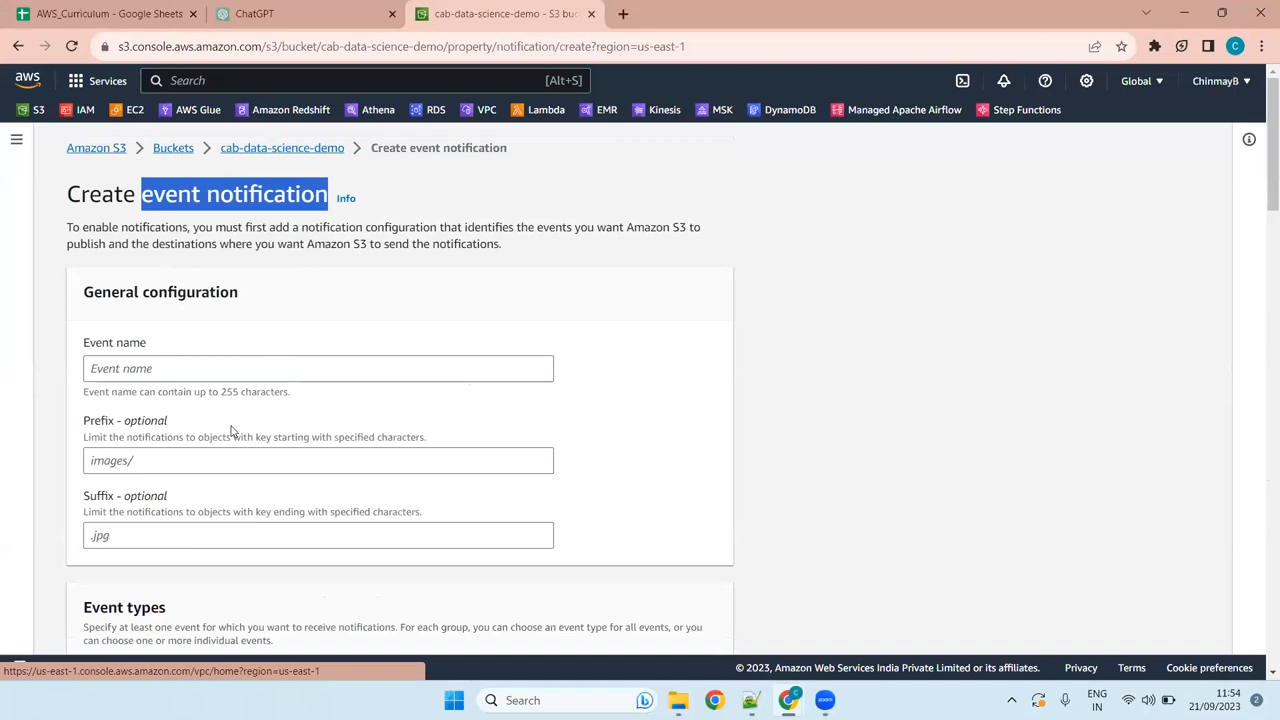 AWS_Curriculum - Google Sheets
ChatGPT
cab-data-science-demo - S3 buc
s3.console.aws.amazon.com/s3/bucket/cab-data-science-demo/property/notification/create?region=us-east-1
aws Services Search [Alt+S] Global ChinmayB
S3 IAM EC2 AWS Glue Amazon Redshift Athena RDS VPC Lambda EMR Kinesis MSK DynamoDB Managed Apache Airflow Step Functions
Amazon S3 Buckets cab-data-science-demo Create event notification
Create event notification Info
To enable notifications, you must first add a notification configuration that identifies the events you want Amazon S3 to
publish and the destinations where you want Amazon S3 to send the notifications.
General configuration
Event name
Event name
Event name can contain up to 255 characters.
Prefix - optional
Limit the notifications to objects with key starting with specified characters.
images/
Suffix - optional
Limit the notifications to objects with key ending with specified characters.
.jpg
Event types
Specify at least one event for which you want to receive notifications. For each group, you can choose an event type for all events, or you
can choose one or more individual events.
https://us-east-1.console.aws.amazon.com/vpc/home?region=us-east-1
© 2023, Amazon Web Services India Private Limited or its affiliates. Privacy Terms Cookie preferences
Search
zoom
ENG
IN
11:54
21/09/2023
2